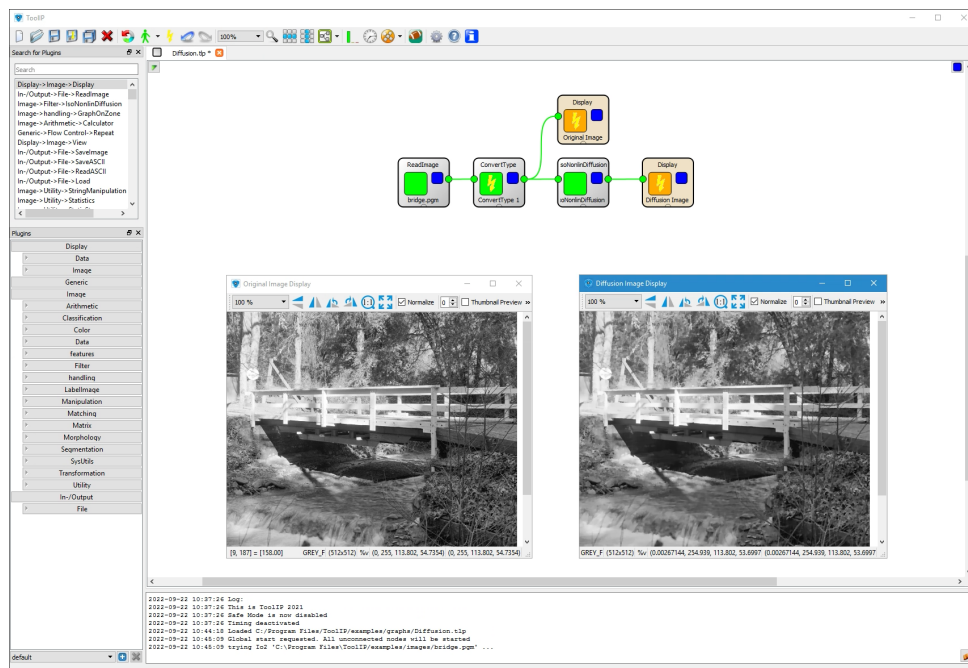 ToolIP
100%
Search for Plugins
Diffusion.tlp *
Search
Display->Image->Display
In-/Output->File->ReadImage
Image->Filter->IsoNonlinDiffusion
Image->handling->GraphOnZone
Image->Arithmetic->Calculator
Generic->Flow Control->Repeat
Display->Image->View
In-/Output->File->SaveImage
In-/Output->File->SaveASCII
In-/Output->File->ReadASCII
In-/Output->File->Load
Image->Utility->StringManipulation
Image->Utility->Statistics
Display
Original Image
ReadImage
bridge.pgm
ConvertType
ConvertType 1
soNonlinDiffusion
oNonlinDiffusion
Display
Diffusion Image
Plugins
Display
Data
Image
Generic
Image
Arithmetic
Classification
Color
Data
features
Filter
handling
LabelImage
Manipulation
Matching
Matrix
Morphology
Segmentation
SysUtils
Transformation
Utility
In-/Output
File
Original Image Display
100 %
1:1
Normalize
0
Thumbnail Preview »
[9, 187] = [158.00]
GREY_F (512x512) %v (0, 255, 113.802, 54.7354) (0, 255, 113.802, 54.7354)
Diffusion Image Display
100 %
1:1
Normalize
0
Thumbnail Preview »
GREY_F (512x512) %v (0.00267144, 254.939, 113.802, 53.6997) (0.00267144, 254.939, 113.802, 53.6997
2022-09-22 10:37:26 Log:
2022-09-22 10:37:26 This is ToolIP 2021
2022-09-22 10:37:26 Safe Mode is now disabled
2022-09-22 10:37:26 Timing deactivated
2022-09-22 10:44:18 Loaded C:/Program Files/ToolIP/examples/graphs/Diffusion.tlp
2022-09-22 10:45:09 Global start requested. All unconnected nodes will be started
2022-09-22 10:45:09 trying Io2 'C:\Program Files\ToolIP/examples/images/bridge.pgm' ...
default